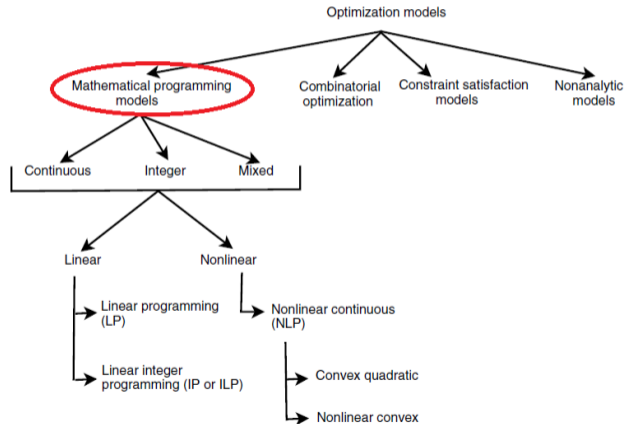 Optimization models
Mathematical programming
models
Combinatorial
optimization
Constraint satisfaction
models
Nonanalytic
models
Continuous
Integer
Mixed
Linear
Nonlinear
Linear programming
(LP)
Nonlinear continuous
(NLP)
Linear integer
programming (IP or ILP)
Convex quadratic
Nonlinear convex